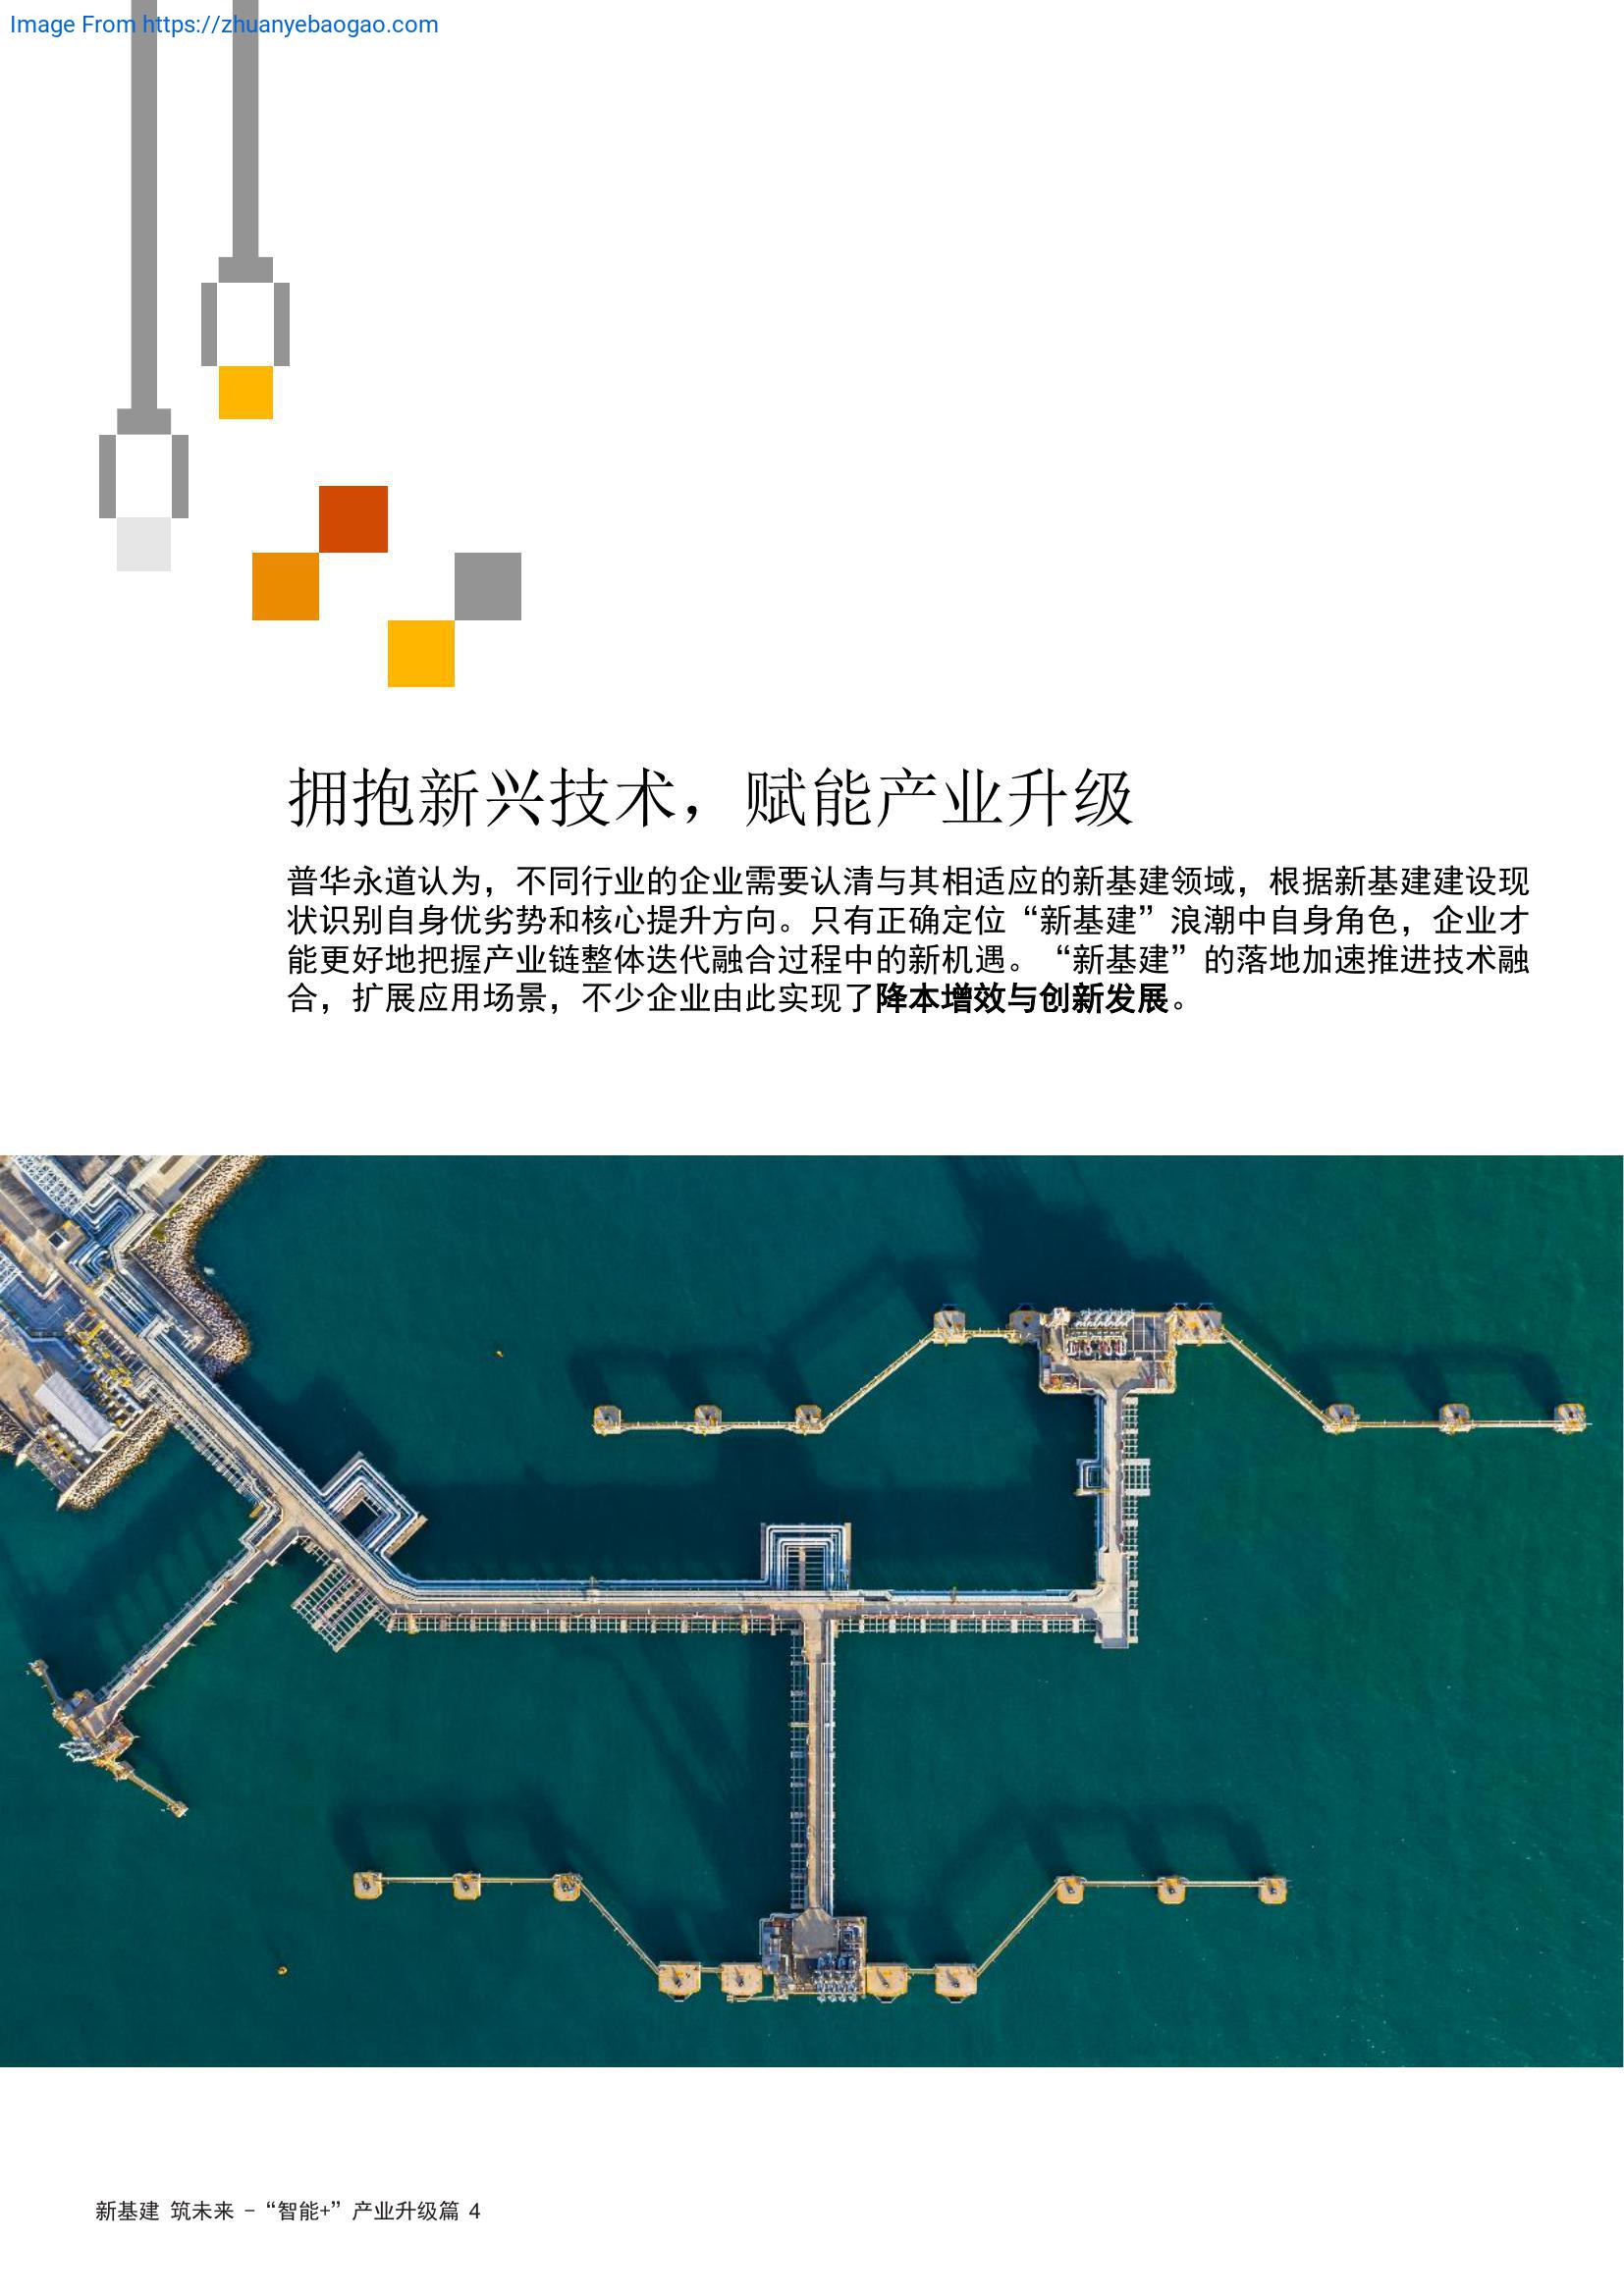 Image From https://zhuanyebaogao.com
拥抱新兴技术，赋能产业升级
普华永道认为，不同行业的企业需要认清与其相适应的新基建领域，根据新基建建设现
状识别自身优劣势和核心提升方向。只有正确定位“新基建”浪潮中自身角色，企业才
能更好地把握产业链整体迭代融合过程中的新机遇。“新基建”的落地加速推进技术融
合，扩展应用场景，不少企业由此实现了降本增效与创新发展。
新基建 筑未来 -“智能+”产业升级篇 4